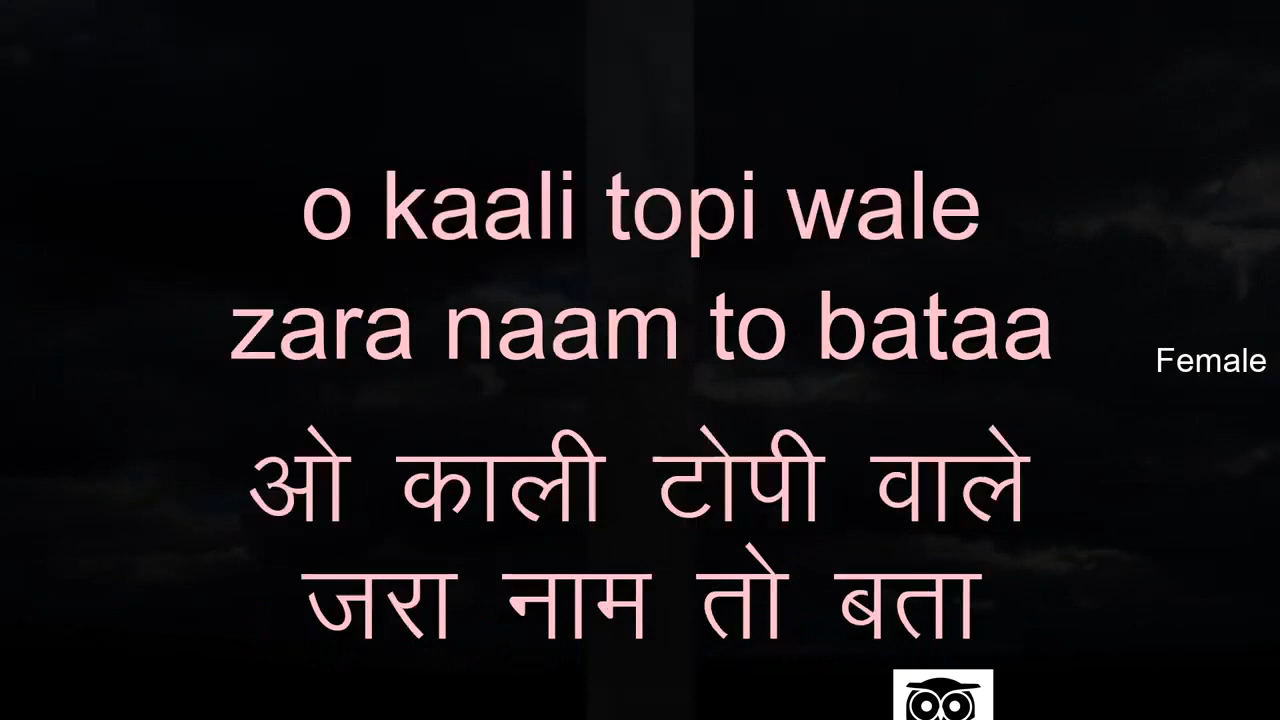 o kaali topi wale
zara naam to bataa
Female
ओ काली टोपी वाले
जरा नाम तो बता